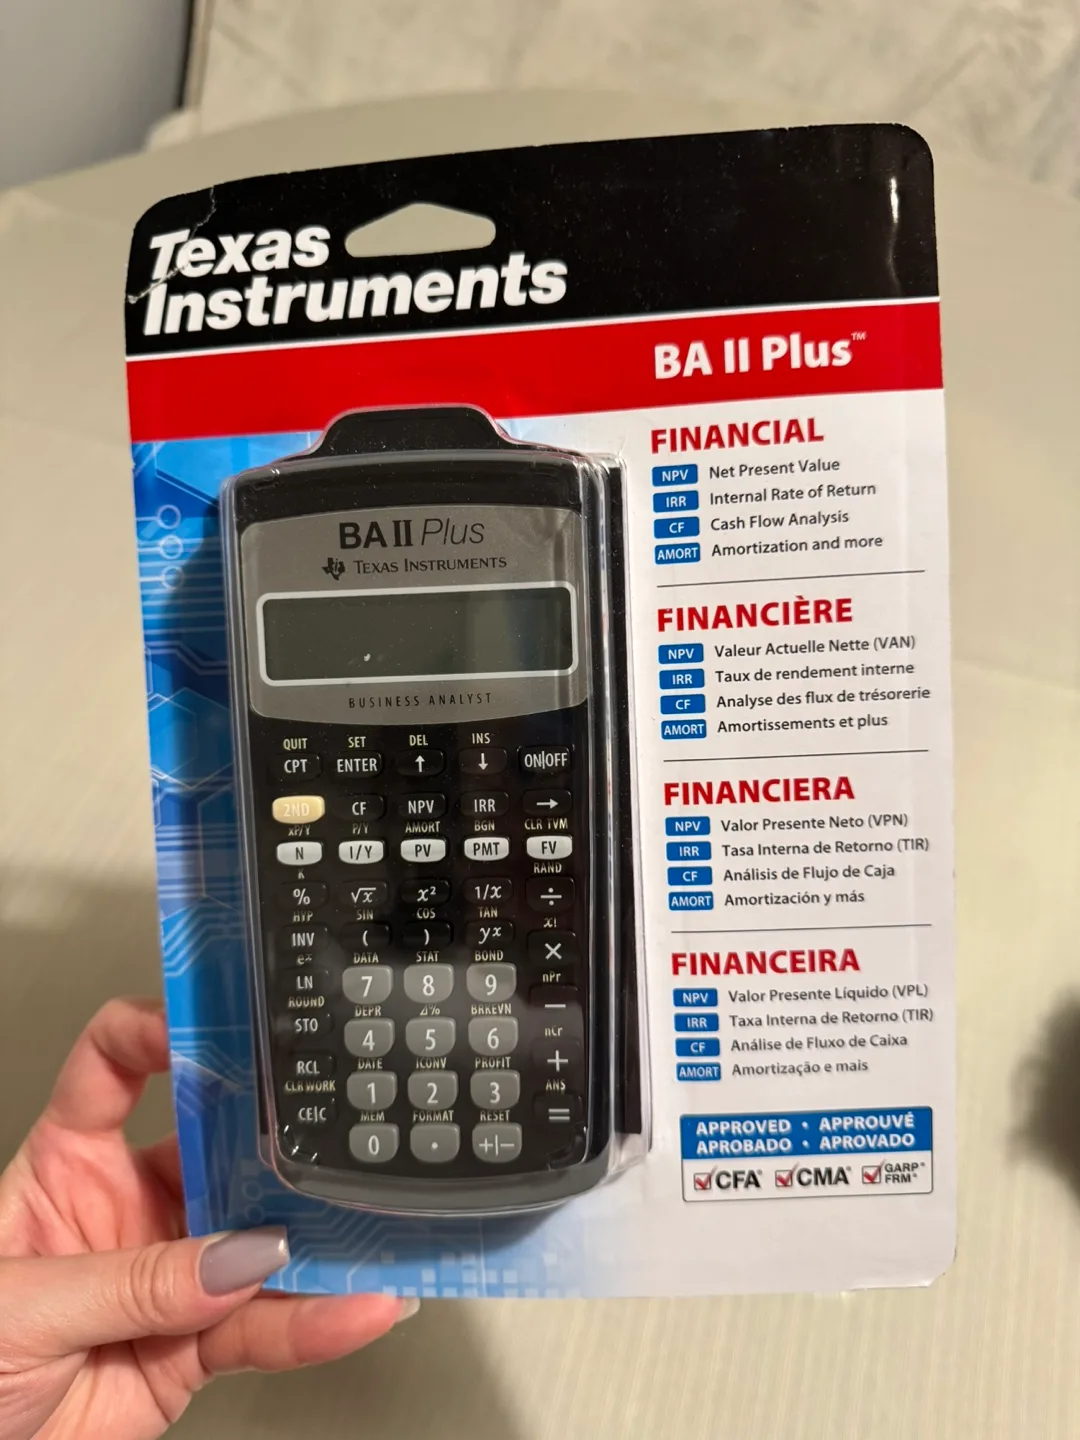 Texas
Instruments
BA II Plus™
FINANCIAL
NPV Net Present Value
IRR Internal Rate of Return
CF Cash Flow Analysis
AMORT Amortization and more
FINANCIÈRE
NPV Valeur Actuelle Nette (VAN)
IRR Taux de rendement interne
CF Analyse des flux de trésorerie
AMORT Amortissements et plus
FINANCIERA
NPV Valor Presente Neto (VPN)
IRR Tasa Interna de Retorno (TIR)
CF Análisis de Flujo de Caja
AMORT Amortización y más
FINANCEIRA
NPV Valor Presente Líquido (VPL)
IRR Taxa Interna de Retorno (TIR)
CF Análise de Fluxo de Caixa
AMORT Amortização e mais
APPROVED • APPROUVÉ
APROBADO • APROVADO
CFA® CMA® GARP® FRM®
BA II Plus
TEXAS INSTRUMENTS
BUSINESS ANALYST
QUIT SET DEL INS
CPT ENTER ↑ ↓ ON|OFF
2ND CF NPV IRR →
xP/Y P/Y AMORT BGN CLR TVM
N I/Y PV PMT FV
K RAND
% √x x² 1/x ÷
HYP SIN COS TAN x!
INV ( ) yˣ ×
eˣ DATA STAT BOND nPr
LN 7 8 9 −
ROUND DEPR Δ% BRKEVN nCr
STO 4 5 6 +
DATE ICONV PROFIT ANS
RCL 1 2 3 =
CLR WORK MEM FORMAT RESET
CE|C 0 . +|−